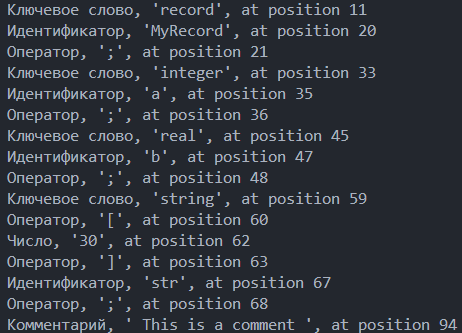 Ключевое слово, 'record', at position 11
Идентификатор, 'MyRecord', at position 20
Оператор, ';', at position 21
Ключевое слово, 'integer', at position 33
Идентификатор, 'a', at position 35
Оператор, ';', at position 36
Ключевое слово, 'real', at position 45
Идентификатор, 'b', at position 47
Оператор, ';', at position 48
Ключевое слово, 'string', at position 59
Оператор, '[', at position 60
Число, '30', at position 62
Оператор, ']', at position 63
Идентификатор, 'str', at position 67
Оператор, ';', at position 68
Комментарий, ' This is a comment ', at position 94